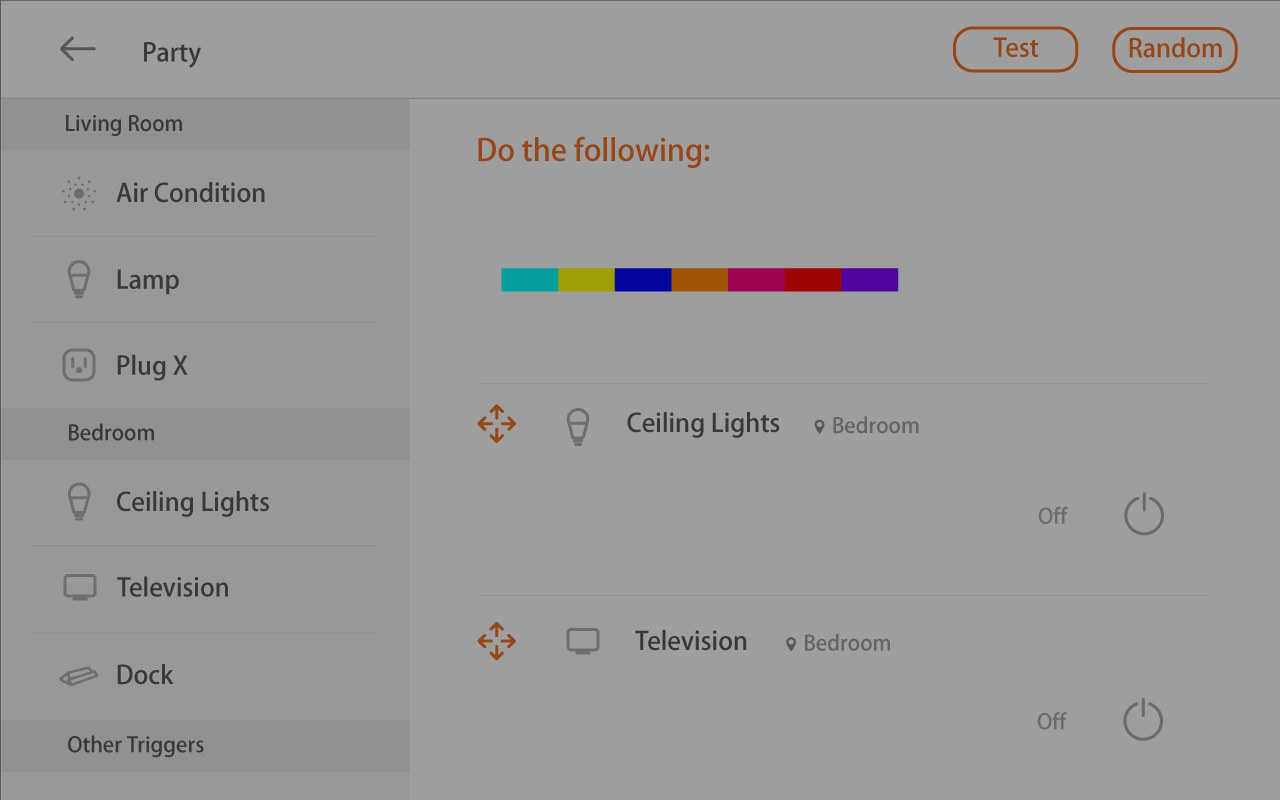 Party
Test
Random
Living Room
Air Condition
Lamp
Plug X
Bedroom
Ceiling Lights
Television
Dock
Other Triggers
Do the following:
Ceiling Lights
Bedroom
Off
Television
Bedroom
Off